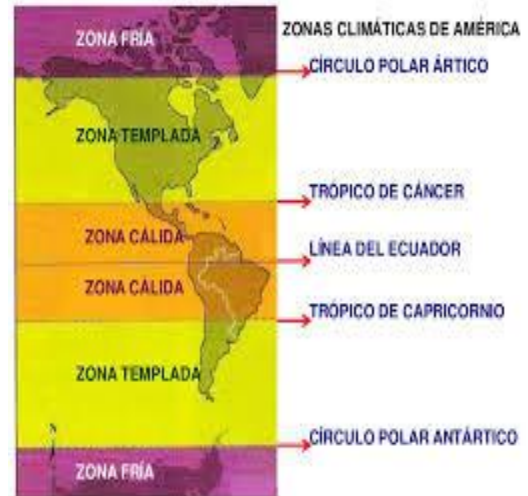 ZONAS CLIMÁTICAS DE AMÉRICA
ZONA FRÍA
CÍRCULO POLAR ÁRTICO
ZONA TEMPLADA
TRÓPICO DE CÁNCER
ZONA CÁLIDA
LÍNEA DEL ECUADOR
ZONA CÁLIDA
TRÓPICO DE CAPRICORNIO
ZONA TEMPLADA
CÍRCULO POLAR ANTÁRTICO
ZONA FRÍA